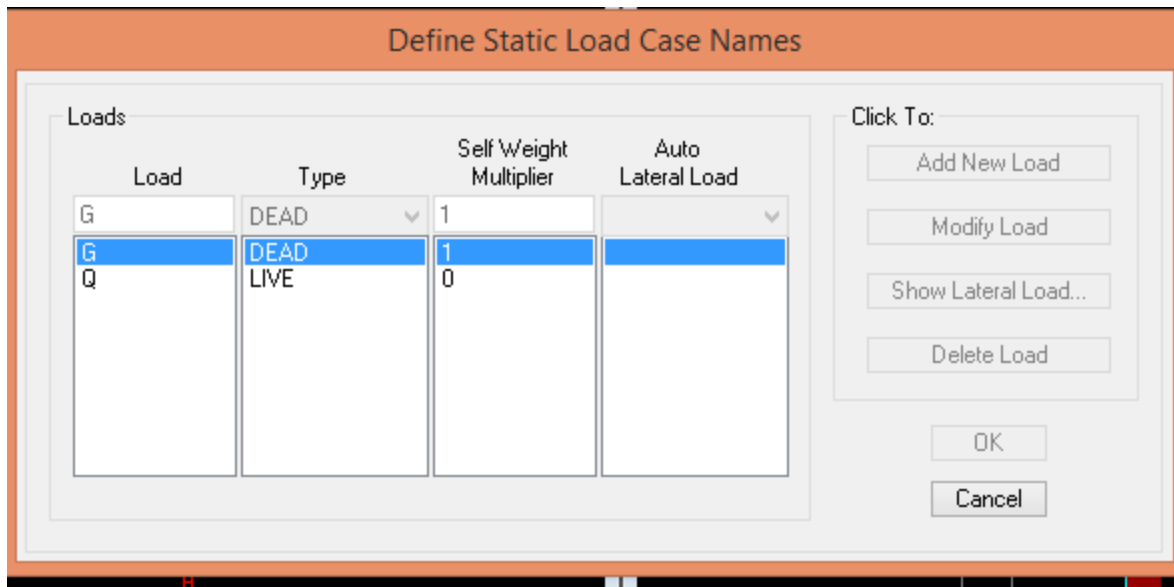 Define Static Load Case Names
Loads
Click To:
Load
Type
Self Weight
Multiplier
Auto
Lateral Load
G
DEAD
1
G
DEAD
1
Q
LIVE
0
Add New Load
Modify Load
Show Lateral Load...
Delete Load
OK
Cancel
H